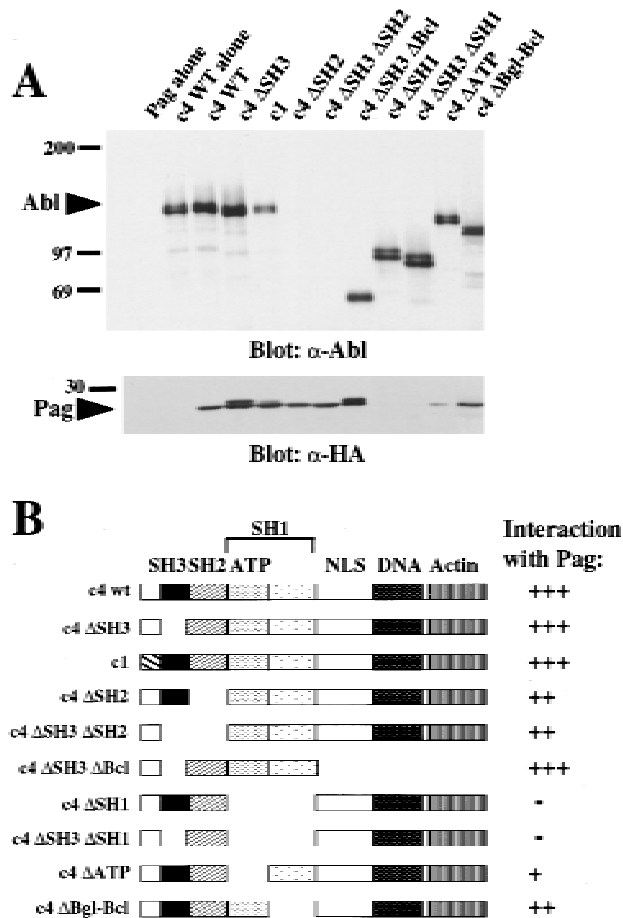 A
Pag alone
c4 WT alone
c4 WT
c4 ΔSH3
c1
c4 ΔSH2
c4 ΔSH3 ΔSH2
c4 ΔSH3 ΔBcl
c4 ΔSH1
c4 ΔSH3 ΔSH1
c4 ΔATP
c4 ΔBgl-Bcl
200
Abl
97
69
Blot: α-Abl
30
Pag
Blot: α-HA
B
SH1
Interaction
with Pag:
SH3 SH2 ATP NLS DNA Actin
c4 wt +++
c4 ΔSH3 +++
c1 +++
c4 ΔSH2 ++
c4 ΔSH3 ΔSH2 ++
c4 ΔSH3 ΔBcl +++
c4 ΔSH1 -
c4 ΔSH3 ΔSH1 -
c4 ΔATP +
c4 ΔBgl-Bcl ++